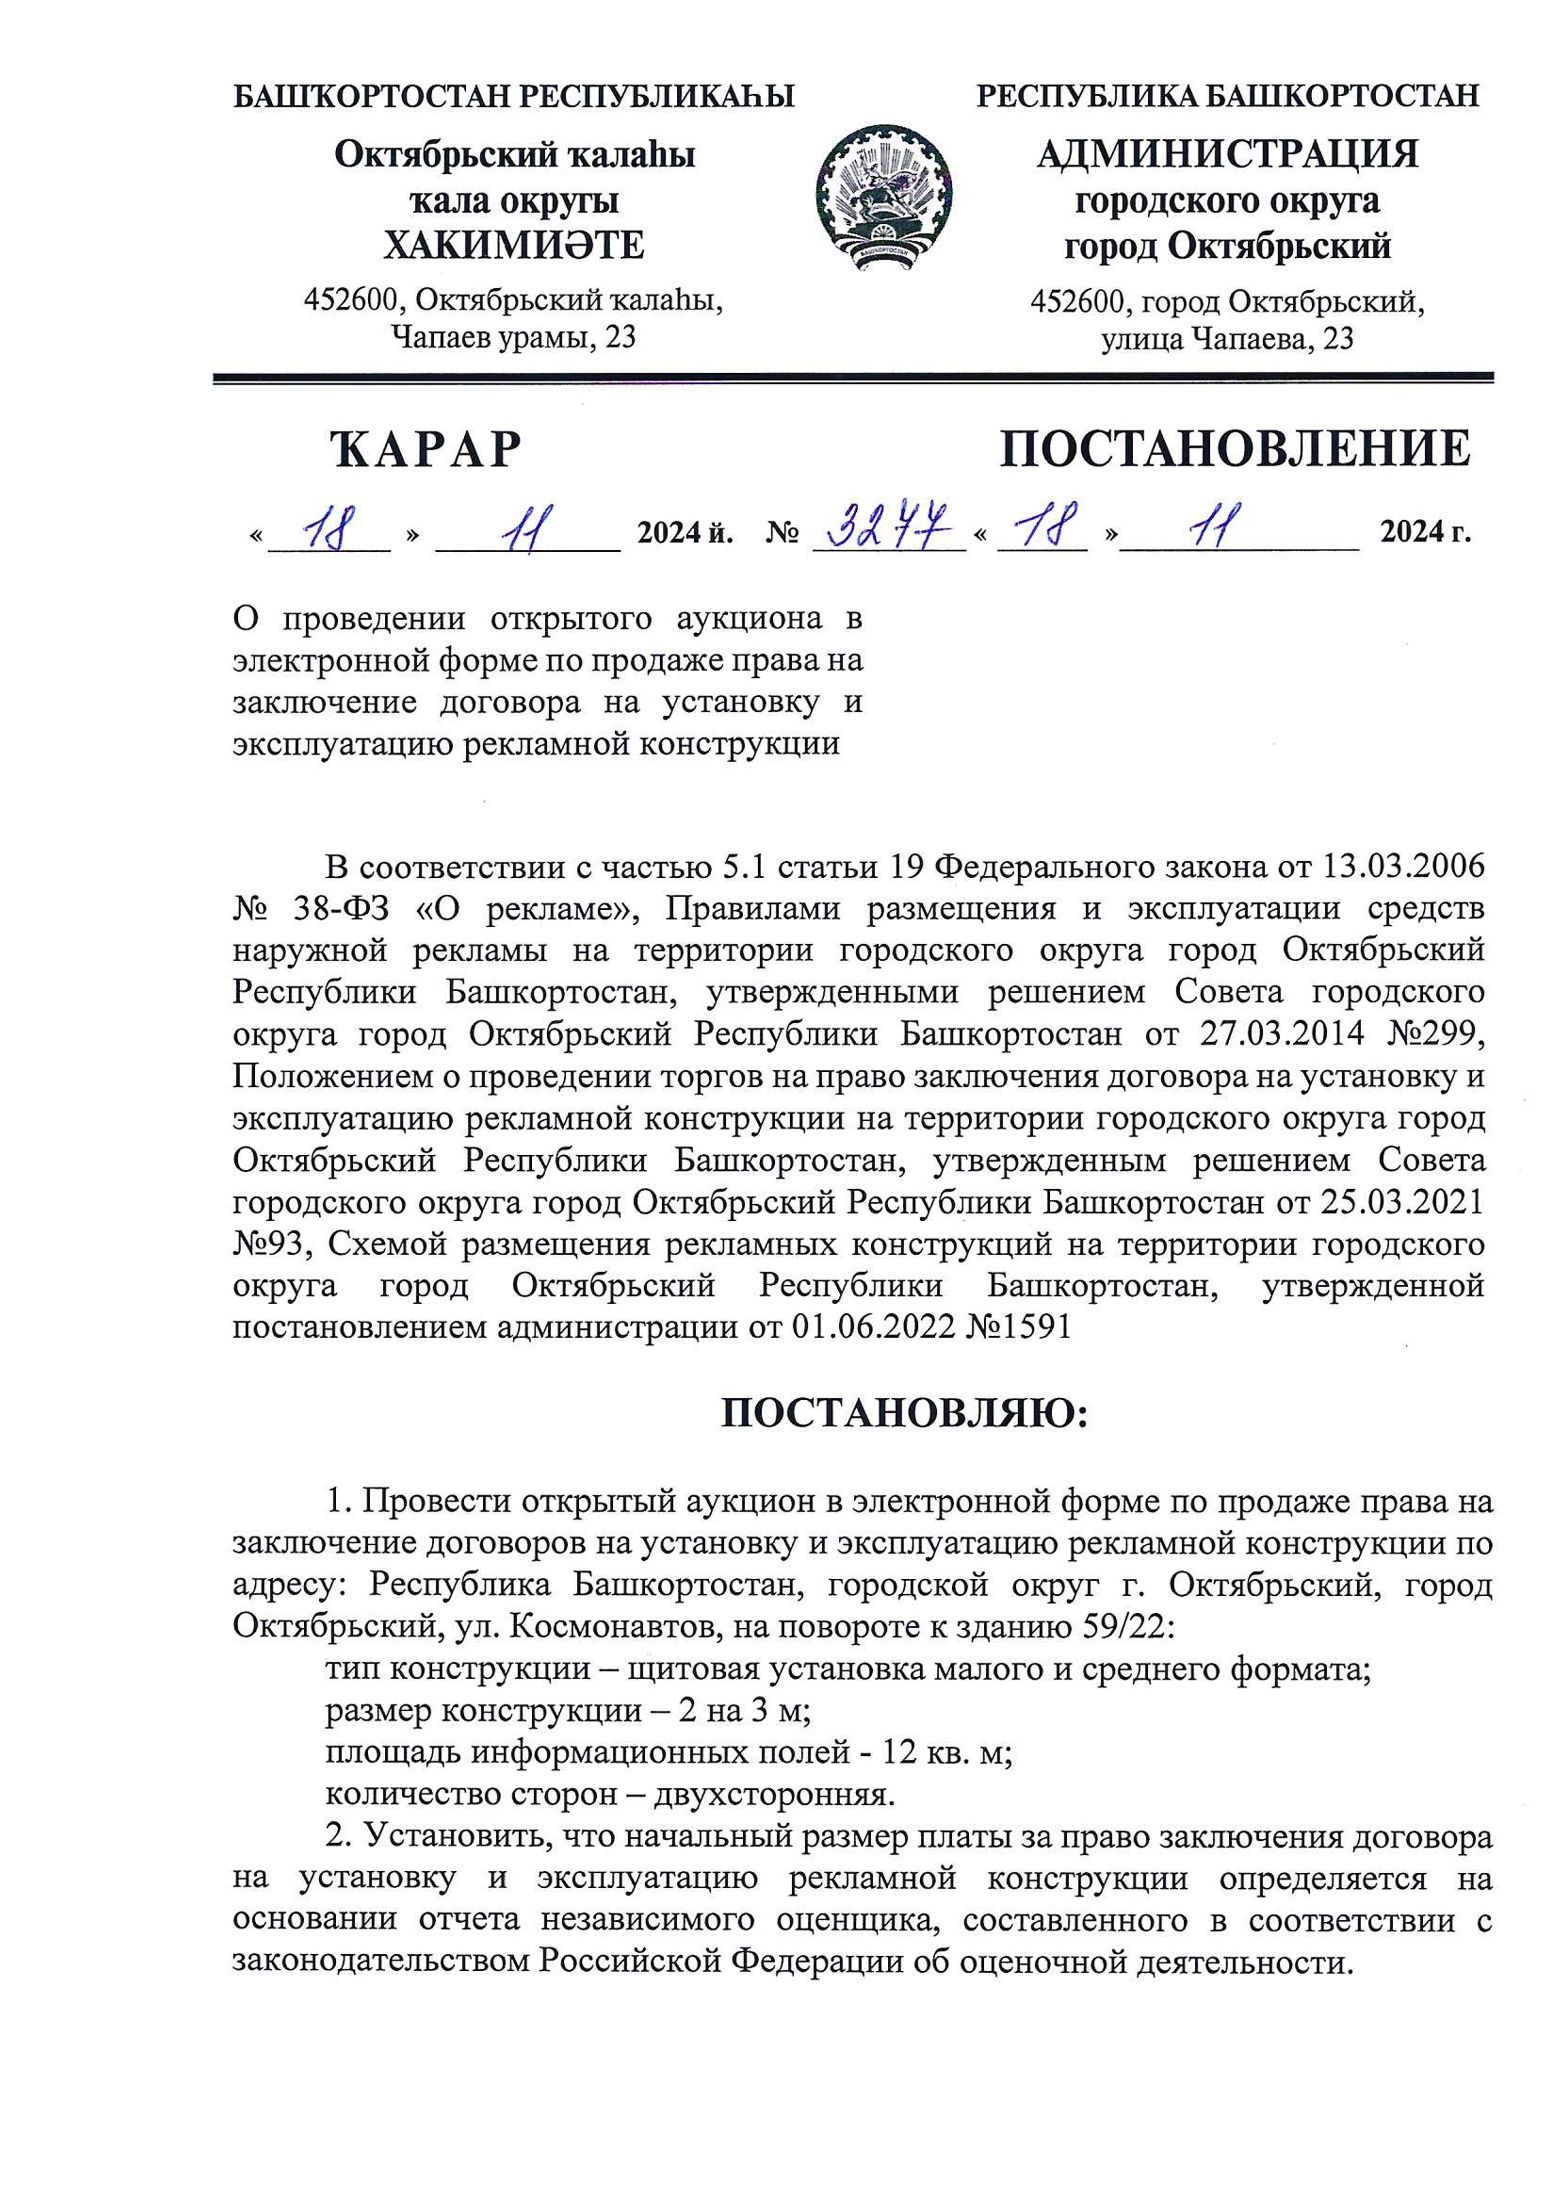 БАШҠОРТОСТАН РЕСПУБЛИКАҺЫ
Октябрьский ҡалаһы
ҡала округы
ХАКИМИӘТЕ
452600, Октябрьский ҡалаһы,
Чапаев урамы, 23
БАШКОРТОСТАН
РЕСПУБЛИКА БАШКОРТОСТАН
АДМИНИСТРАЦИЯ
городского округа
город Октябрьский
452600, город Октябрьский,
улица Чапаева, 23
ҠАРАР ПОСТАНОВЛЕНИЕ
« 18 » 11 2024 й. № 3277 « 18 » 11 2024 г.
О проведении открытого аукциона в
электронной форме по продаже права на
заключение договора на установку и
эксплуатацию рекламной конструкции
В соответствии с частью 5.1 статьи 19 Федерального закона от 13.03.2006
№ 38-ФЗ «О рекламе», Правилами размещения и эксплуатации средств
наружной рекламы на территории городского округа город Октябрьский
Республики Башкортостан, утвержденными решением Совета городского
округа город Октябрьский Республики Башкортостан от 27.03.2014 №299,
Положением о проведении торгов на право заключения договора на установку и
эксплуатацию рекламной конструкции на территории городского округа город
Октябрьский Республики Башкортостан, утвержденным решением Совета
городского округа город Октябрьский Республики Башкортостан от 25.03.2021
№93, Схемой размещения рекламных конструкций на территории городского
округа город Октябрьский Республики Башкортостан, утвержденной
постановлением администрации от 01.06.2022 №1591
ПОСТАНОВЛЯЮ:
1. Провести открытый аукцион в электронной форме по продаже права на
заключение договоров на установку и эксплуатацию рекламной конструкции по
адресу: Республика Башкортостан, городской округ г. Октябрьский, город
Октябрьский, ул. Космонавтов, на повороте к зданию 59/22:
тип конструкции – щитовая установка малого и среднего формата;
размер конструкции – 2 на 3 м;
площадь информационных полей - 12 кв. м;
количество сторон – двухсторонняя.
2. Установить, что начальный размер платы за право заключения договора
на установку и эксплуатацию рекламной конструкции определяется на
основании отчета независимого оценщика, составленного в соответствии с
законодательством Российской Федерации об оценочной деятельности.